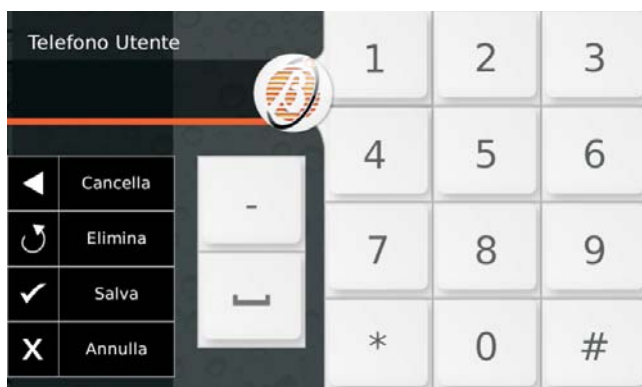 Telefono Utente
1 2 3
4 5 6
Cancella
-
Elimina
7 8 9
Salva
Annulla
* 0 #